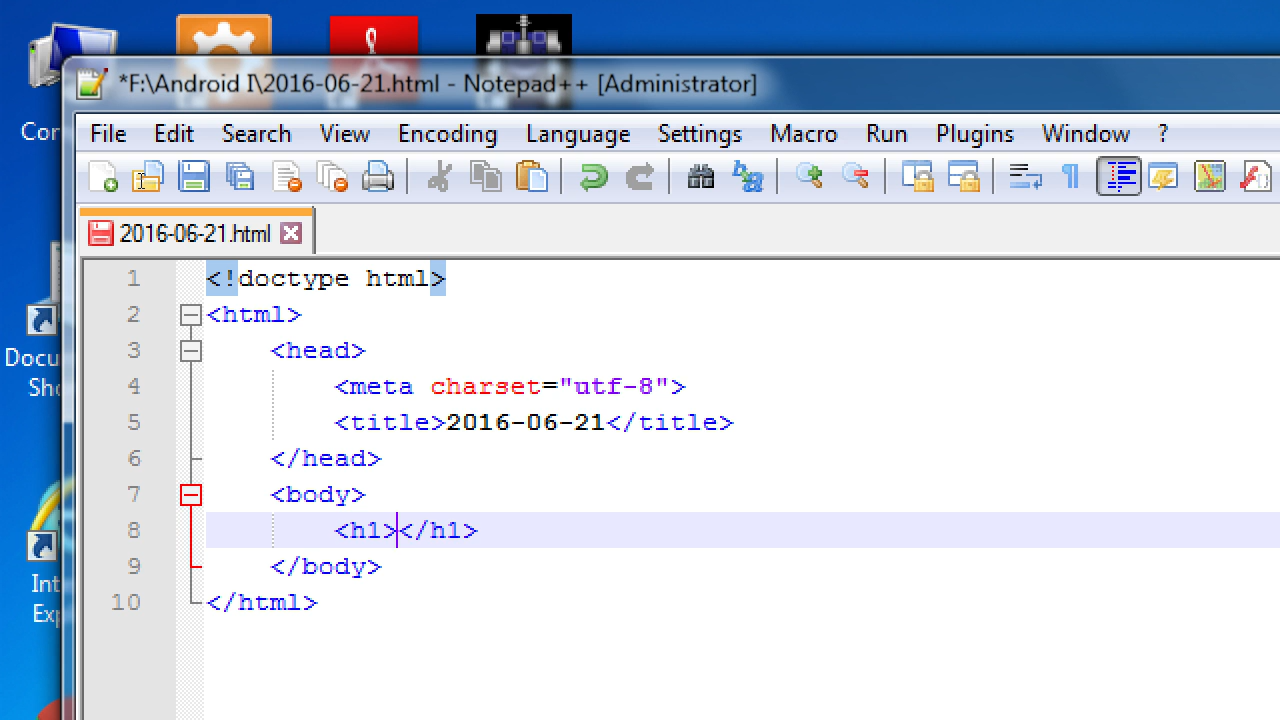 *F:\Android I\2016-06-21.html - Notepad++ [Administrator]
File Edit Search View Encoding Language Settings Macro Run Plugins Window ?
2016-06-21.html
1 <!doctype html>
2 <html>
3 <head>
4 <meta charset="utf-8">
5 <title>2016-06-21</title>
6 </head>
7 <body>
8 <h1></h1>
9 </body>
10 </html>